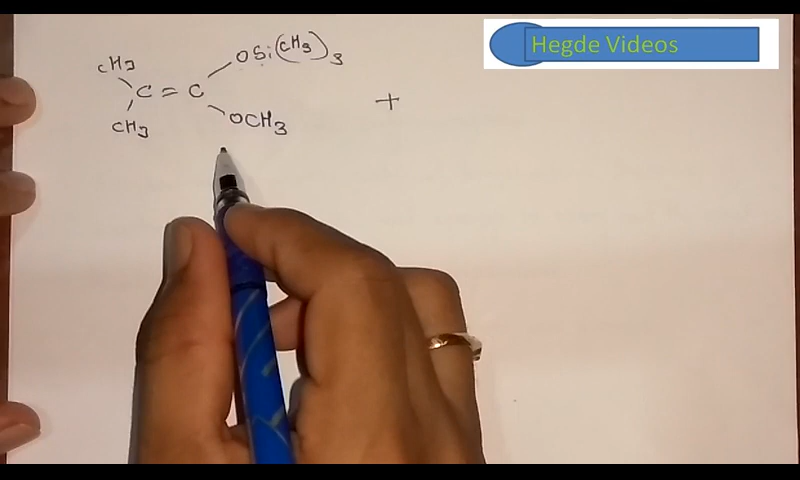 Hegde Videos
CH3 OSi(CH3)3
C = C +
CH3 OCH3